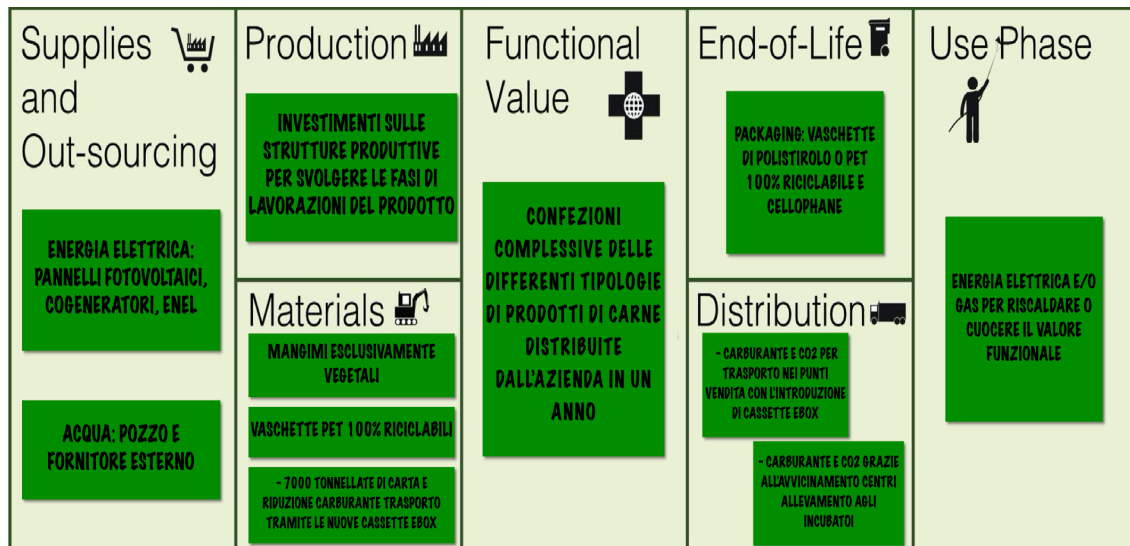 Supplies
and
Out-sourcing
ENERGIA ELETTRICA:
PANNELLI FOTOVOLTAICI,
COGENERATORI, ENEL
ACQUA: POZZO E
FORNITORE ESTERNO
Production
INVESTIMENTI SULLE
STRUTTURE PRODUTTIVE
PER SVOLGERE LE FASI DI
LAVORAZIONI DEL PRODOTTO
Materials
MANGIMI ESCLUSIVAMENTE
VEGETALI
VASCHETTE PET 100% RICICLABILI
- 7000 TONNELLATE DI CARTA E
RIDUZIONE CARBURANTE TRASPORTO
TRAMITE LE NUOVE CASSETTE EBOX
Functional
Value
CONFEZIONI
COMPLESSIVE DELLE
DIFFERENTI TIPOLOGIE
DI PRODOTTI DI CARNE
DISTRIBUITE
DALL'AZIENDA IN UN
ANNO
End-of-Life
PACKAGING: VASCHETTE
DI POLISTIROLO O PET
100% RICICLABILE E
CELLOPHANE
Distribution
- CARBURANTE E CO2 PER
TRASPORTO NEI PUNTI
VENDITA CON L'INTRODUZIONE
DI CASSETTE EBOX
- CARBURANTE E CO2 GRAZIE
ALL'AVVICINAMENTO CENTRI
ALLEVAMENTO AGLI
INCUBATOI
Use Phase
ENERGIA ELETTRICA E/O
GAS PER RISCALDARE O
CUOCERE IL VALORE
FUNZIONALE